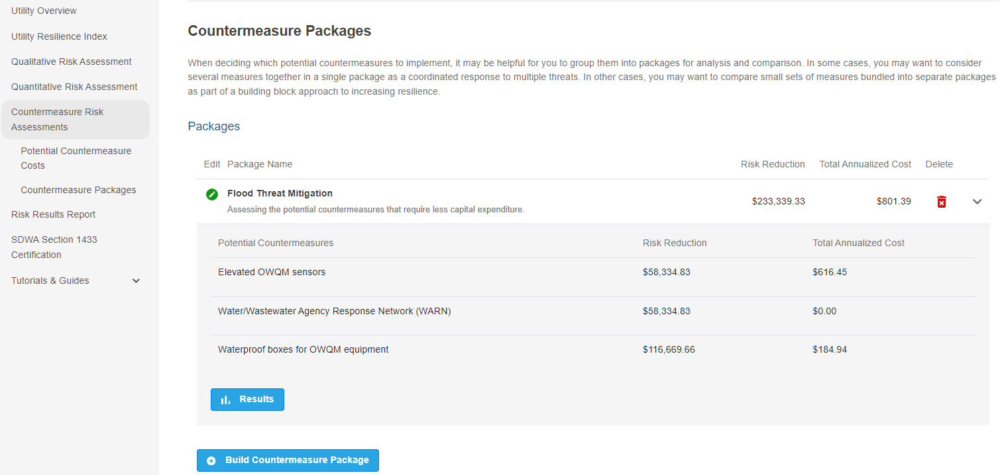 Utility Overview
Utility Resilience Index
Qualitative Risk Assessment
Quantitative Risk Assessment
Countermeasure Risk
Assessments
Potential Countermeasure
Costs
Countermeasure Packages
Risk Results Report
SDWA Section 1433
Certification
Tutorials & Guides
Countermeasure Packages
When deciding which potential countermeasures to implement, it may be helpful for you to group them into packages for analysis and comparison. In some cases, you may want to consider
several measures together in a single package as a coordinated response to multiple threats. In other cases, you may want to compare small sets of measures bundled into separate packages
as part of a building block approach to increasing resilience.
Packages
Edit Package Name Risk Reduction Total Annualized Cost Delete
Flood Threat Mitigation
Assessing the potential countermeasures that require less capital expenditure.
$233,339.33 $801.39
Potential Countermeasures Risk Reduction Total Annualized Cost
Elevated OWQM sensors $58,334.83 $616.45
Water/Wastewater Agency Response Network (WARN) $58,334.83 $0.00
Waterproof boxes for OWQM equipment $116,669.66 $184.94
Results
Build Countermeasure Package